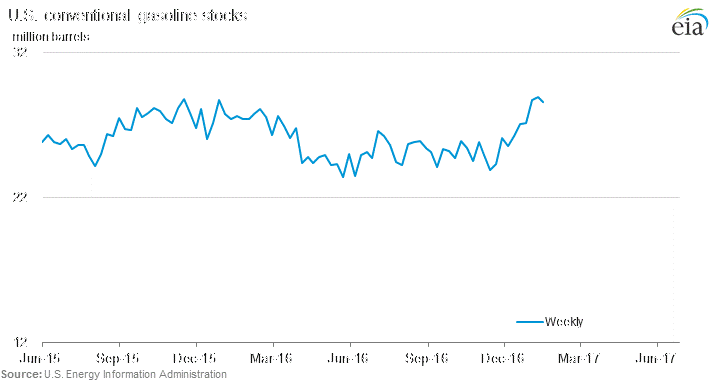 U.S. conventional gasoline stocks
eia
million barrels
32
22
12
Weekly
Jun-15 Sep-15 Dec-15 Mar-16 Jun-16 Sep-16 Dec-16 Mar-17 Jun-17
Source: U.S. Energy Information Administration